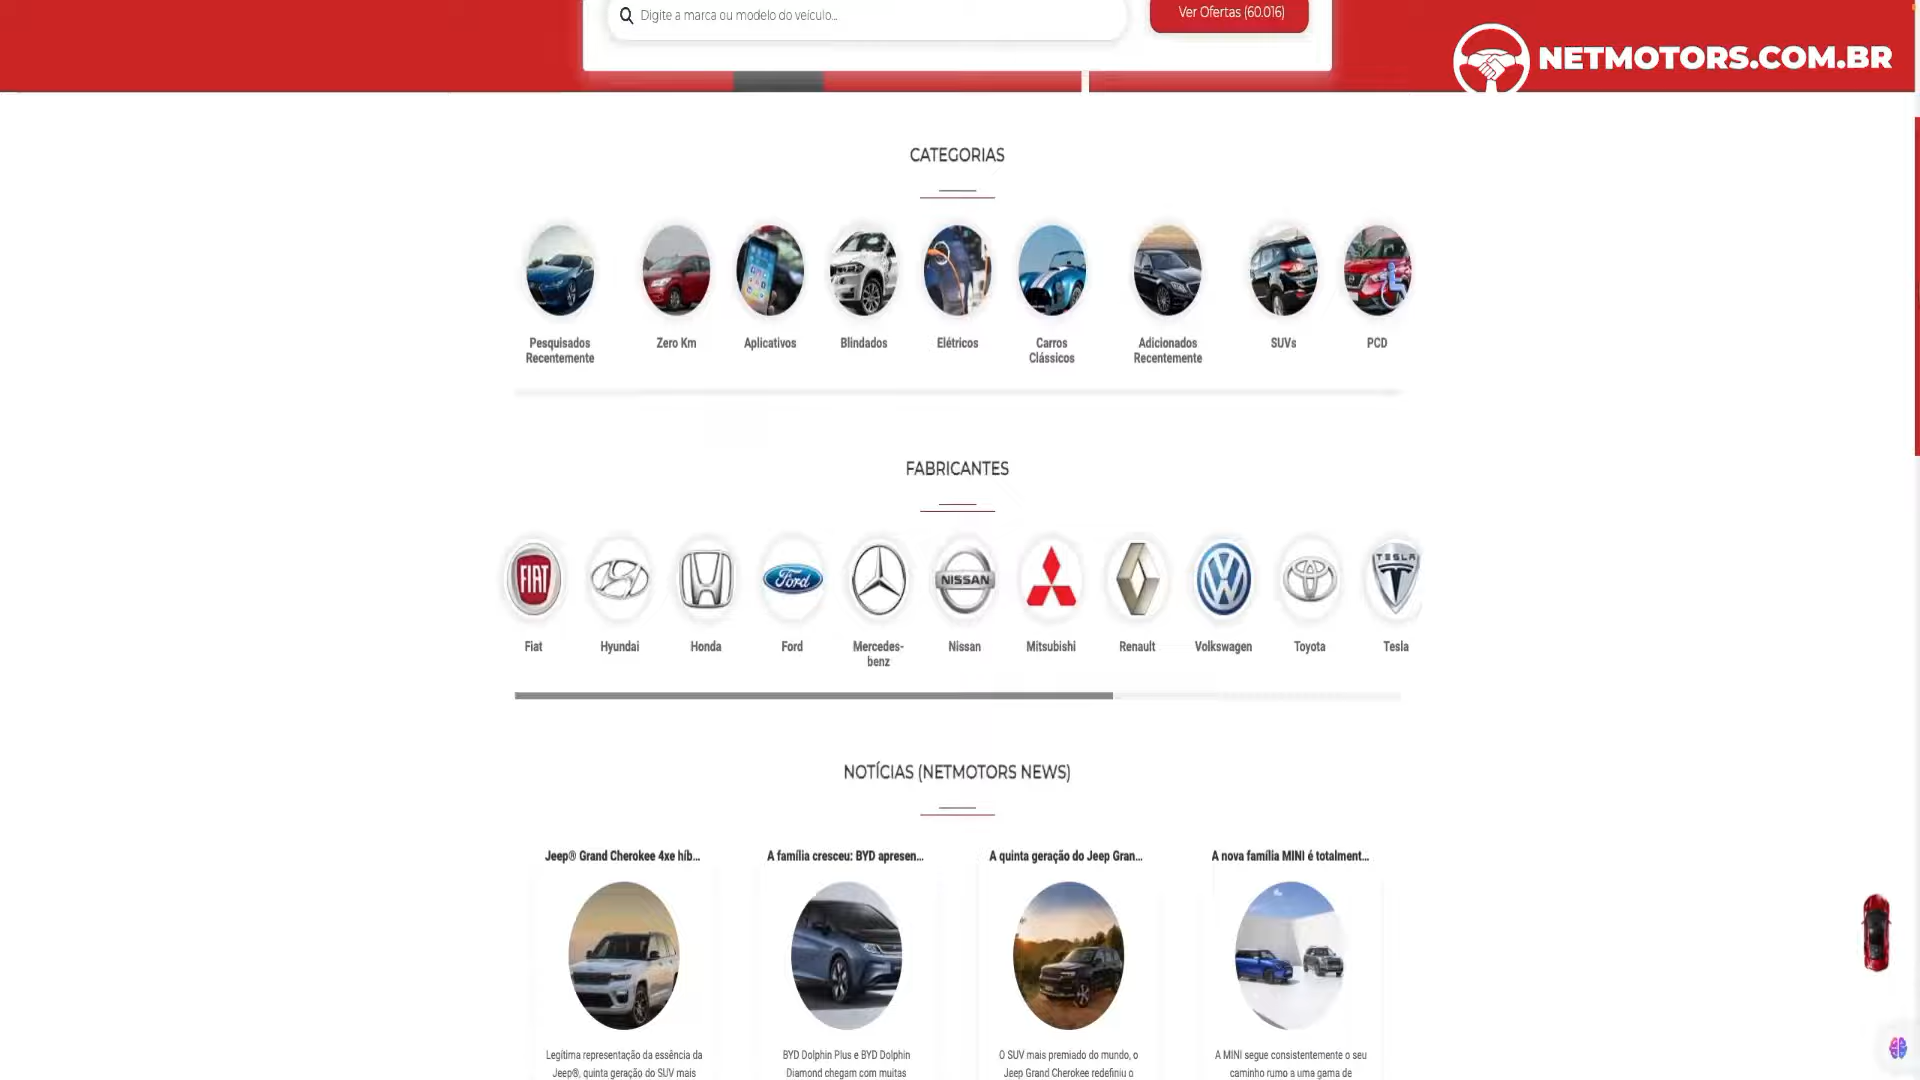 Digite a marca ou modelo do veículo...
Ver Ofertas (60.016)
NETMOTORS.COM.BR
CATEGORIAS
Pesquisados
Recentemente
Zero Km
Aplicativos
Blindados
Elétricos
Carros
Clássicos
Adicionados
Recentemente
SUVs
PCD
FABRICANTES
FIAT
Ford
NISSAN
TESLA
Fiat
Hyundai
Honda
Ford
Mercedes-
benz
Nissan
Mitsubishi
Renault
Volkswagen
Toyota
Tesla
NOTÍCIAS (NETMOTORS NEWS)
Jeep® Grand Cherokee 4xe híb...
Legítima representação da essência da
Jeep®, quinta geração do SUV mais
A família cresceu: BYD apresen...
BYD Dolphin Plus e BYD Dolphin
Diamond chegam com muitas
A quinta geração do Jeep Gran...
O SUV mais premiado do mundo, o
Jeep Grand Cherokee redefiniu o
A nova família MINI é totalment...
A MINI segue consistentemente o seu
caminho rumo a uma gama de